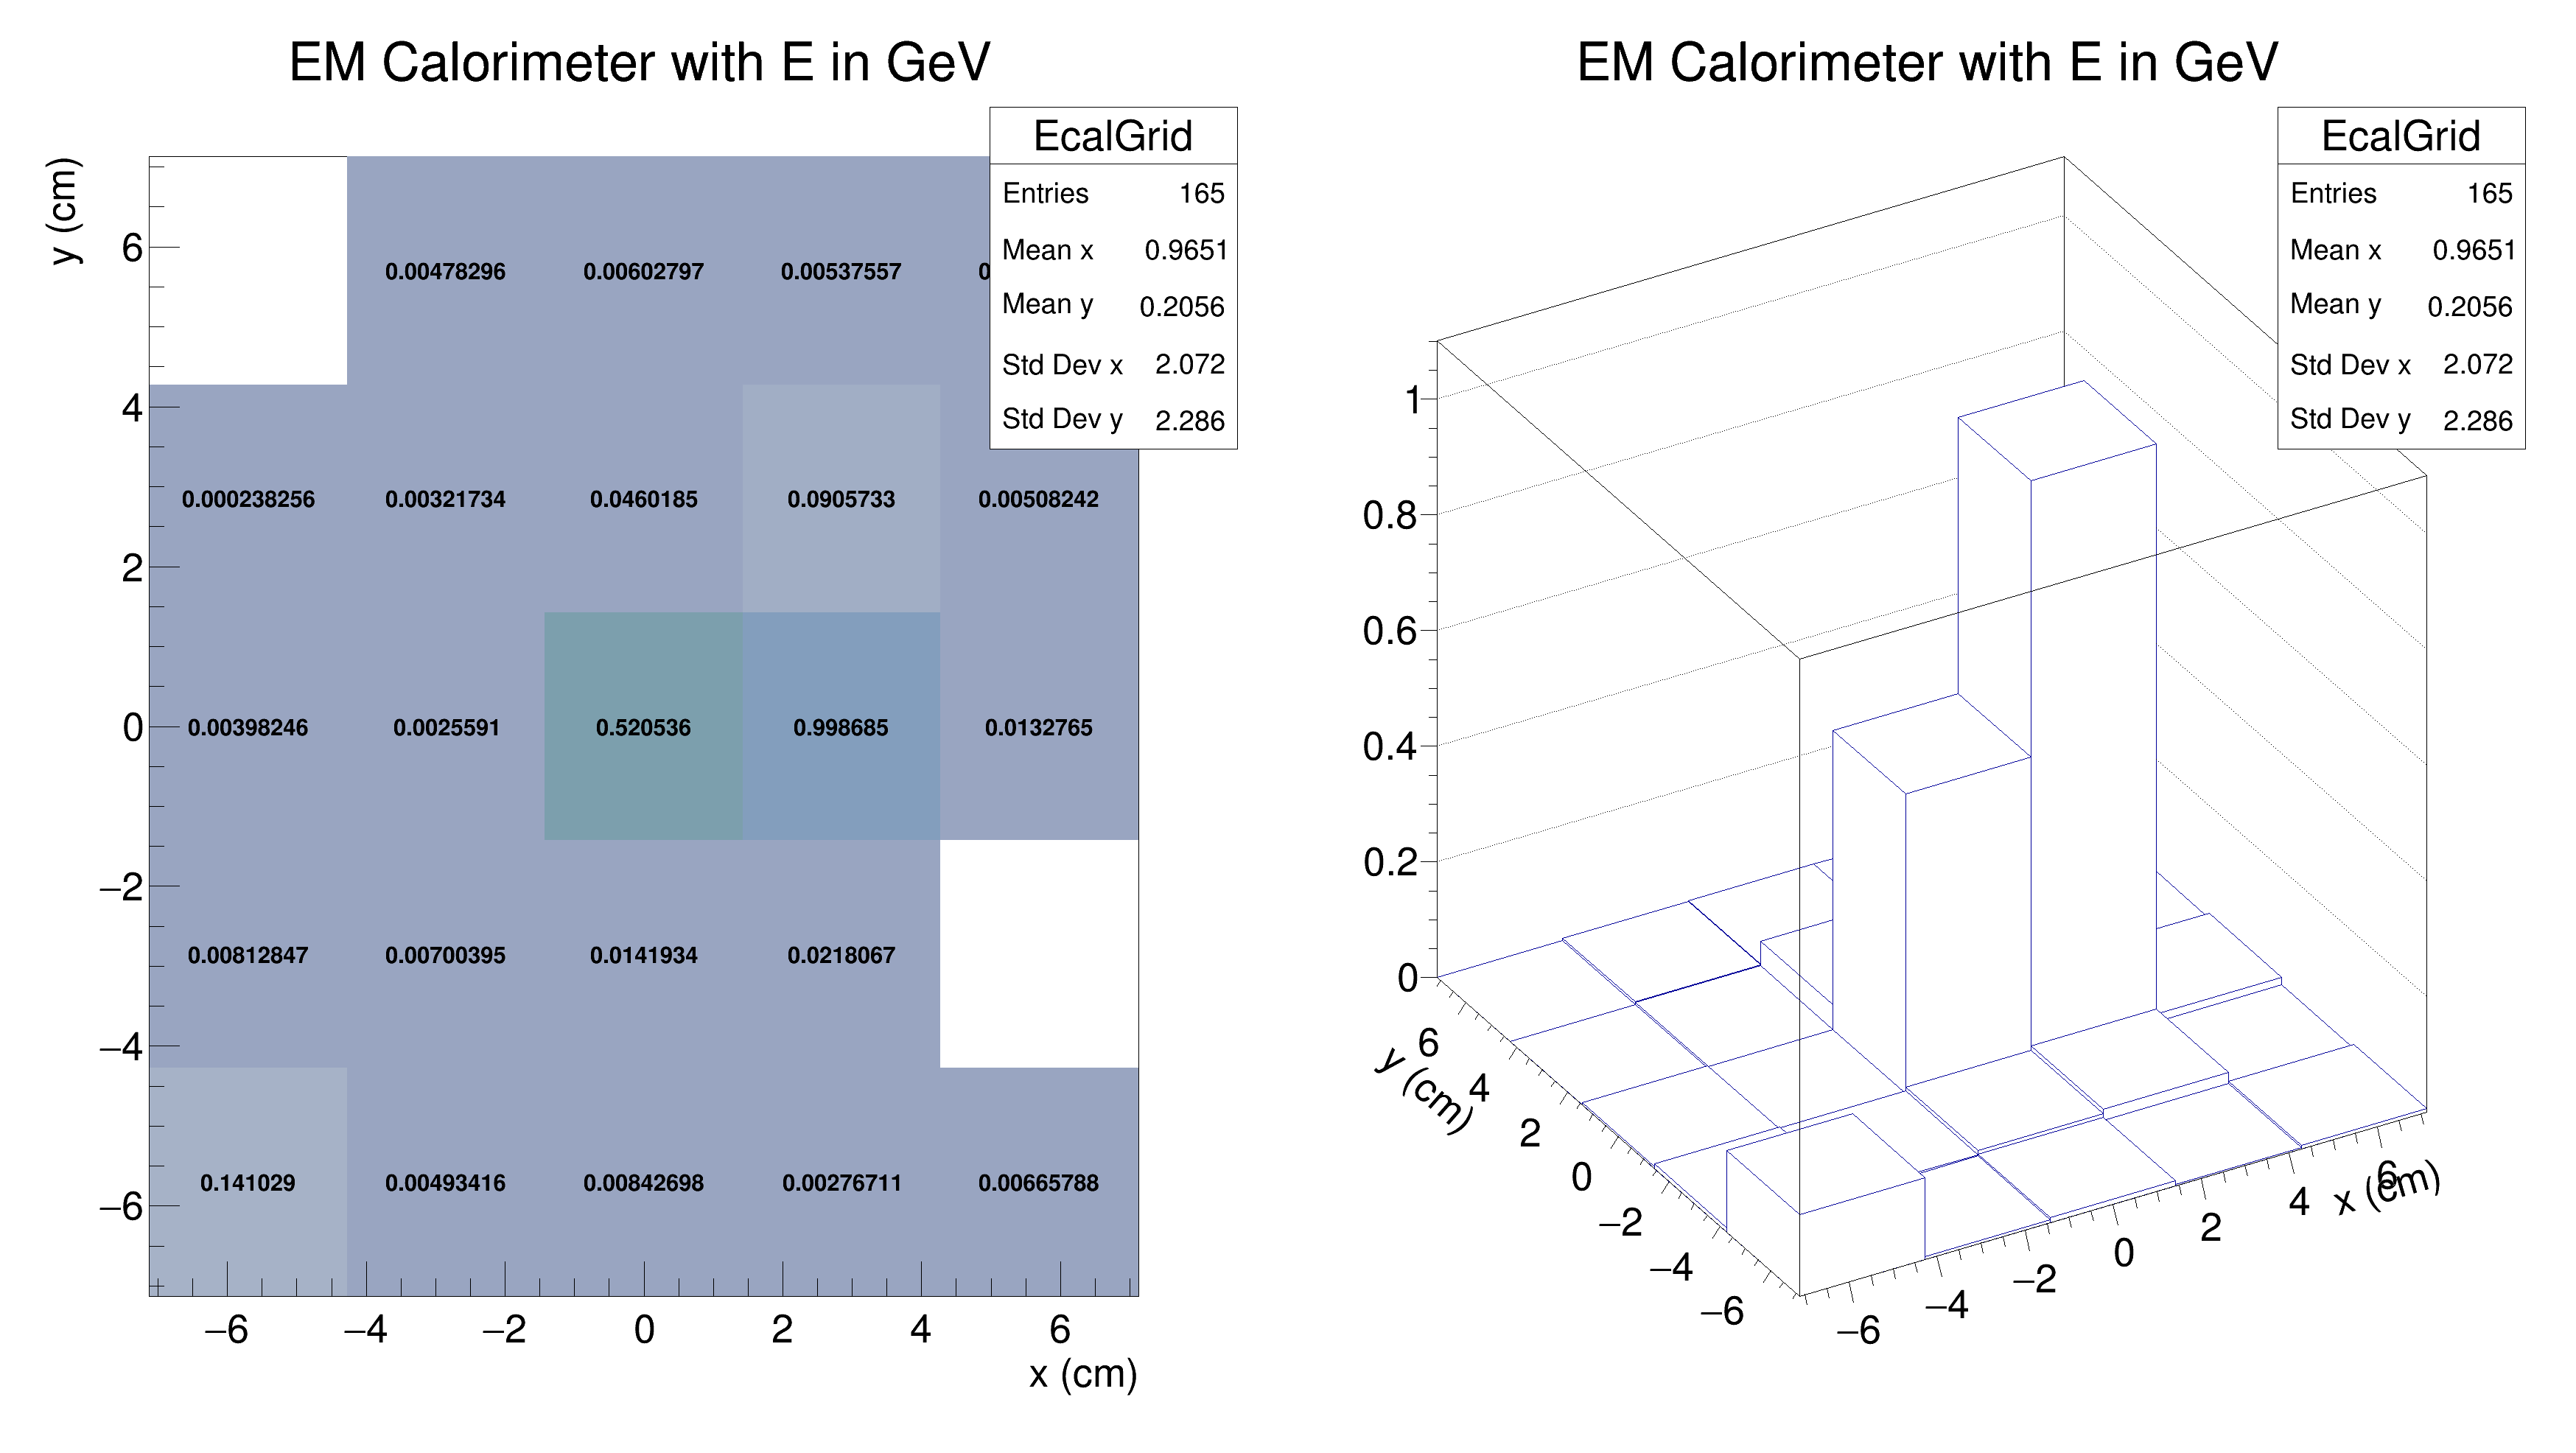 EM Calorimeter with E in GeV
EcalGrid
Entries 165
Mean x 0.9651
Mean y 0.2056
Std Dev x 2.072
Std Dev y 2.286
y (cm)
6
4
2
0
−2
−4
−6
0.00478296 0.00602797 0.00537557
0.000238256 0.00321734 0.0460185 0.0905733 0.00508242
0.00398246 0.0025591 0.520536 0.998685 0.0132765
0.00812847 0.00700395 0.0141934 0.0218067
0.141029 0.00493416 0.00842698 0.00276711 0.00665788
−6 −4 −2 0 2 4 6
x (cm)
EM Calorimeter with E in GeV
EcalGrid
Entries 165
Mean x 0.9651
Mean y 0.2056
Std Dev x 2.072
Std Dev y 2.286
1
0.8
0.6
0.4
0.2
0
y (cm)
6
4
2
0
−2
−4
−6
−6
−4
−2
0
2
4
6
x (cm)